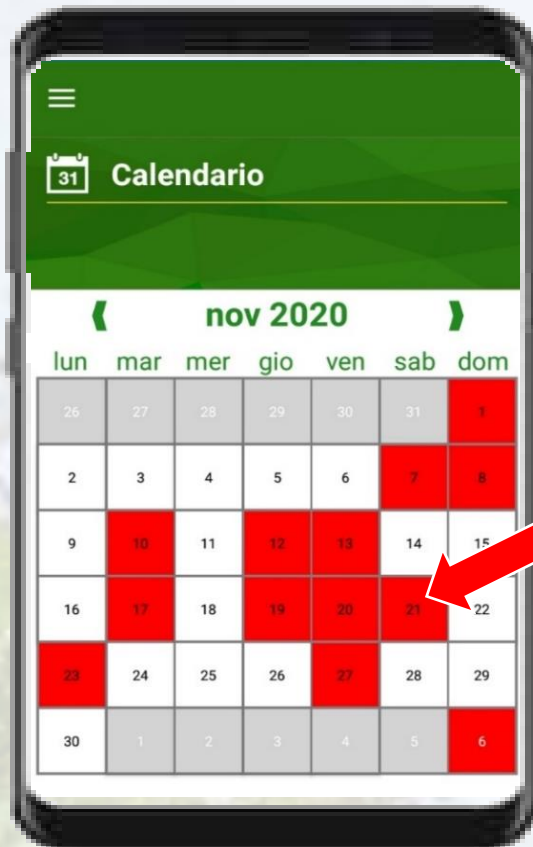 31 Calendario
nov 2020
lun mar mer gio ven sab dom
26 27 28 29 30 31 1
2 3 4 5 6 7 8
9 10 11 12 13 14 15
16 17 18 19 20 21 22
23 24 25 26 27 28 29
30 1 2 3 4 5 6